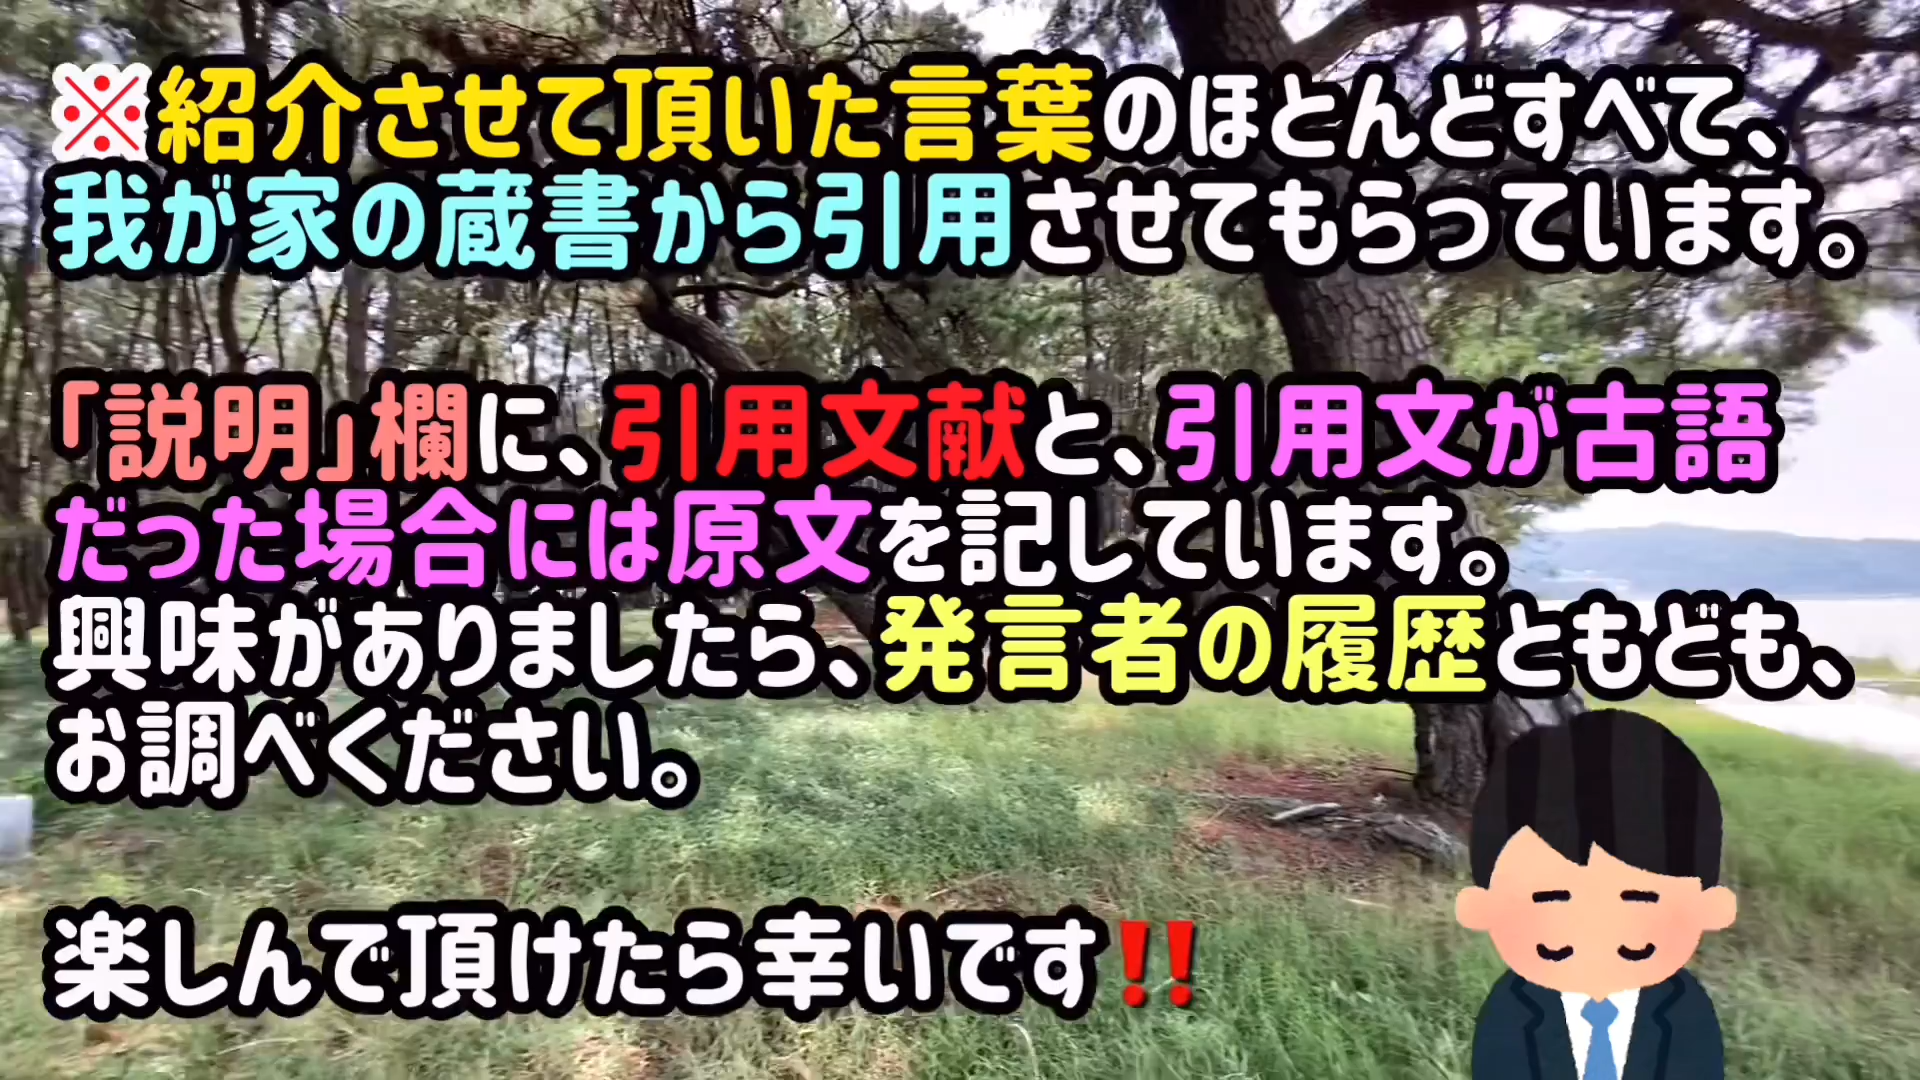 ※紹介させて頂いた言葉のほとんどすべて、
我が家の蔵書から引用させてもらっています。
「説明」欄に、引用文献と、引用文が古語
だった場合には原文を記しています。
興味がありましたら、発言者の履歴ともども、
お調べください。
楽しんで頂けたら幸いです‼